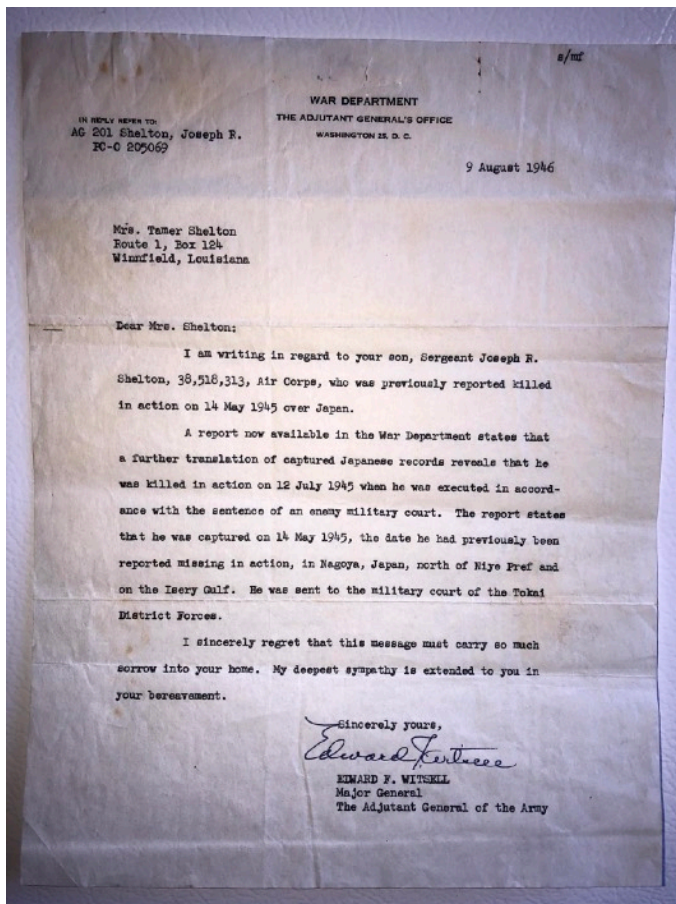 s/mf
WAR DEPARTMENT
THE ADJUTANT GENERAL'S OFFICE
WASHINGTON 25, D. C.
IN REPLY REFER TO:
AG 201 Shelton, Joseph R.
PC-O 205069
9 August 1946
Mrs. Tamer Shelton
Route 1, Box 124
Winnfield, Louisiana
Dear Mrs. Shelton:
I am writing in regard to your son, Sergeant Joseph R.
Shelton, 38,518,313, Air Corps, who was previously reported killed
in action on 14 May 1945 over Japan.
A report now available in the War Department states that
a further translation of captured Japanese records reveals that he
was killed in action on 12 July 1945 when he was executed in accord-
ance with the sentence of an enemy military court. The report states
that he was captured on 14 May 1945, the date he had previously been
reported missing in action, in Nagoya, Japan, north of Niye Pref and
on the Isery Gulf. He was sent to the military court of the Tokai
District Forces.
I sincerely regret that this message must carry so much
sorrow into your home. My deepest sympathy is extended to you in
your bereavement.
Sincerely yours,
Edward F. Witsell
EDWARD F. WITSELL
Major General
The Adjutant General of the Army